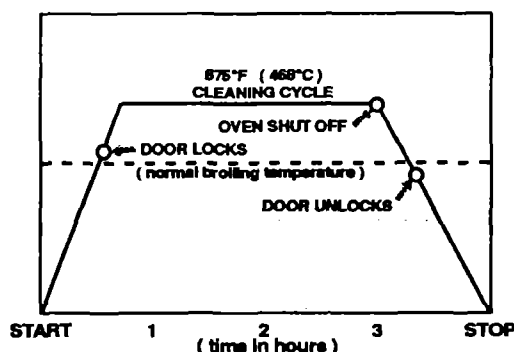 875°F ( 468°C)
CLEANING CYCLE
OVEN SHUT OFF
DOOR LOCKS
( normal broiling temperature )
DOOR UNLOCKS
START 1 2 3 STOP
( time in hours )